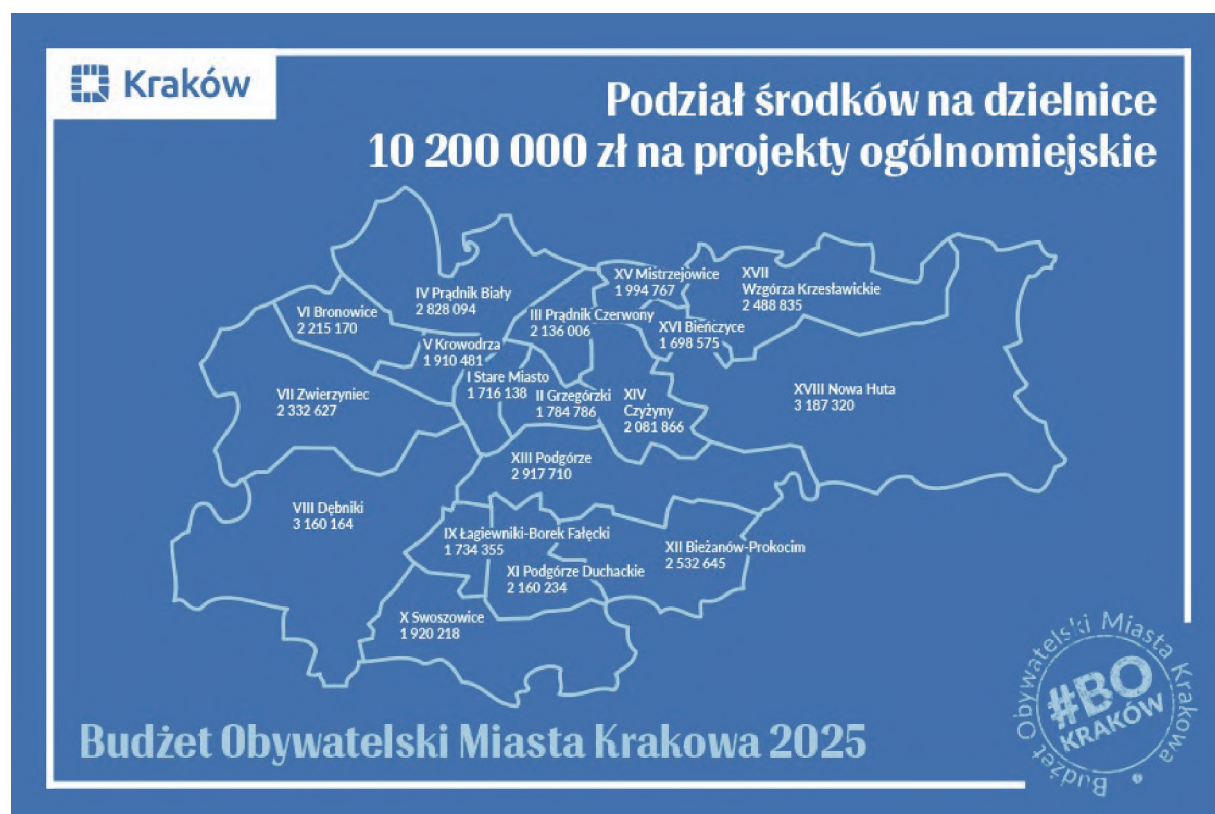 Kraków
Podział środków na dzielnice
10 200 000 zł na projekty ogólnomiejskie
XV Mistrzejowice
1 994 767
XVII
Wzgórza Krzesławickie
2 488 835
IV Prądnik Biały
2 828 094
VI Bronowice
2 215 170
III Prądnik Czerwony
2 136 006
XVI Bieńczyce
1 698 575
V Krowodrza
1 910 481
I Stare Miasto
1 716 138
II Grzegórzki
1 784 786
XIV
Czyżyny
2 081 866
XVIII Nowa Huta
3 187 320
VII Zwierzyniec
2 332 627
XIII Podgórze
2 917 710
VIII Dębniki
3 160 164
IX Łagiewniki-Borek Fałęcki
1 734 355
XII Bieżanów-Prokocim
2 532 645
XI Podgórze Duchackie
2 160 234
X Swoszowice
1 920 218
Budżet Obywatelski Miasta Krakowa 2025
Budżet Obywatelski Miasta Krakowa
#BO
KRAKÓW